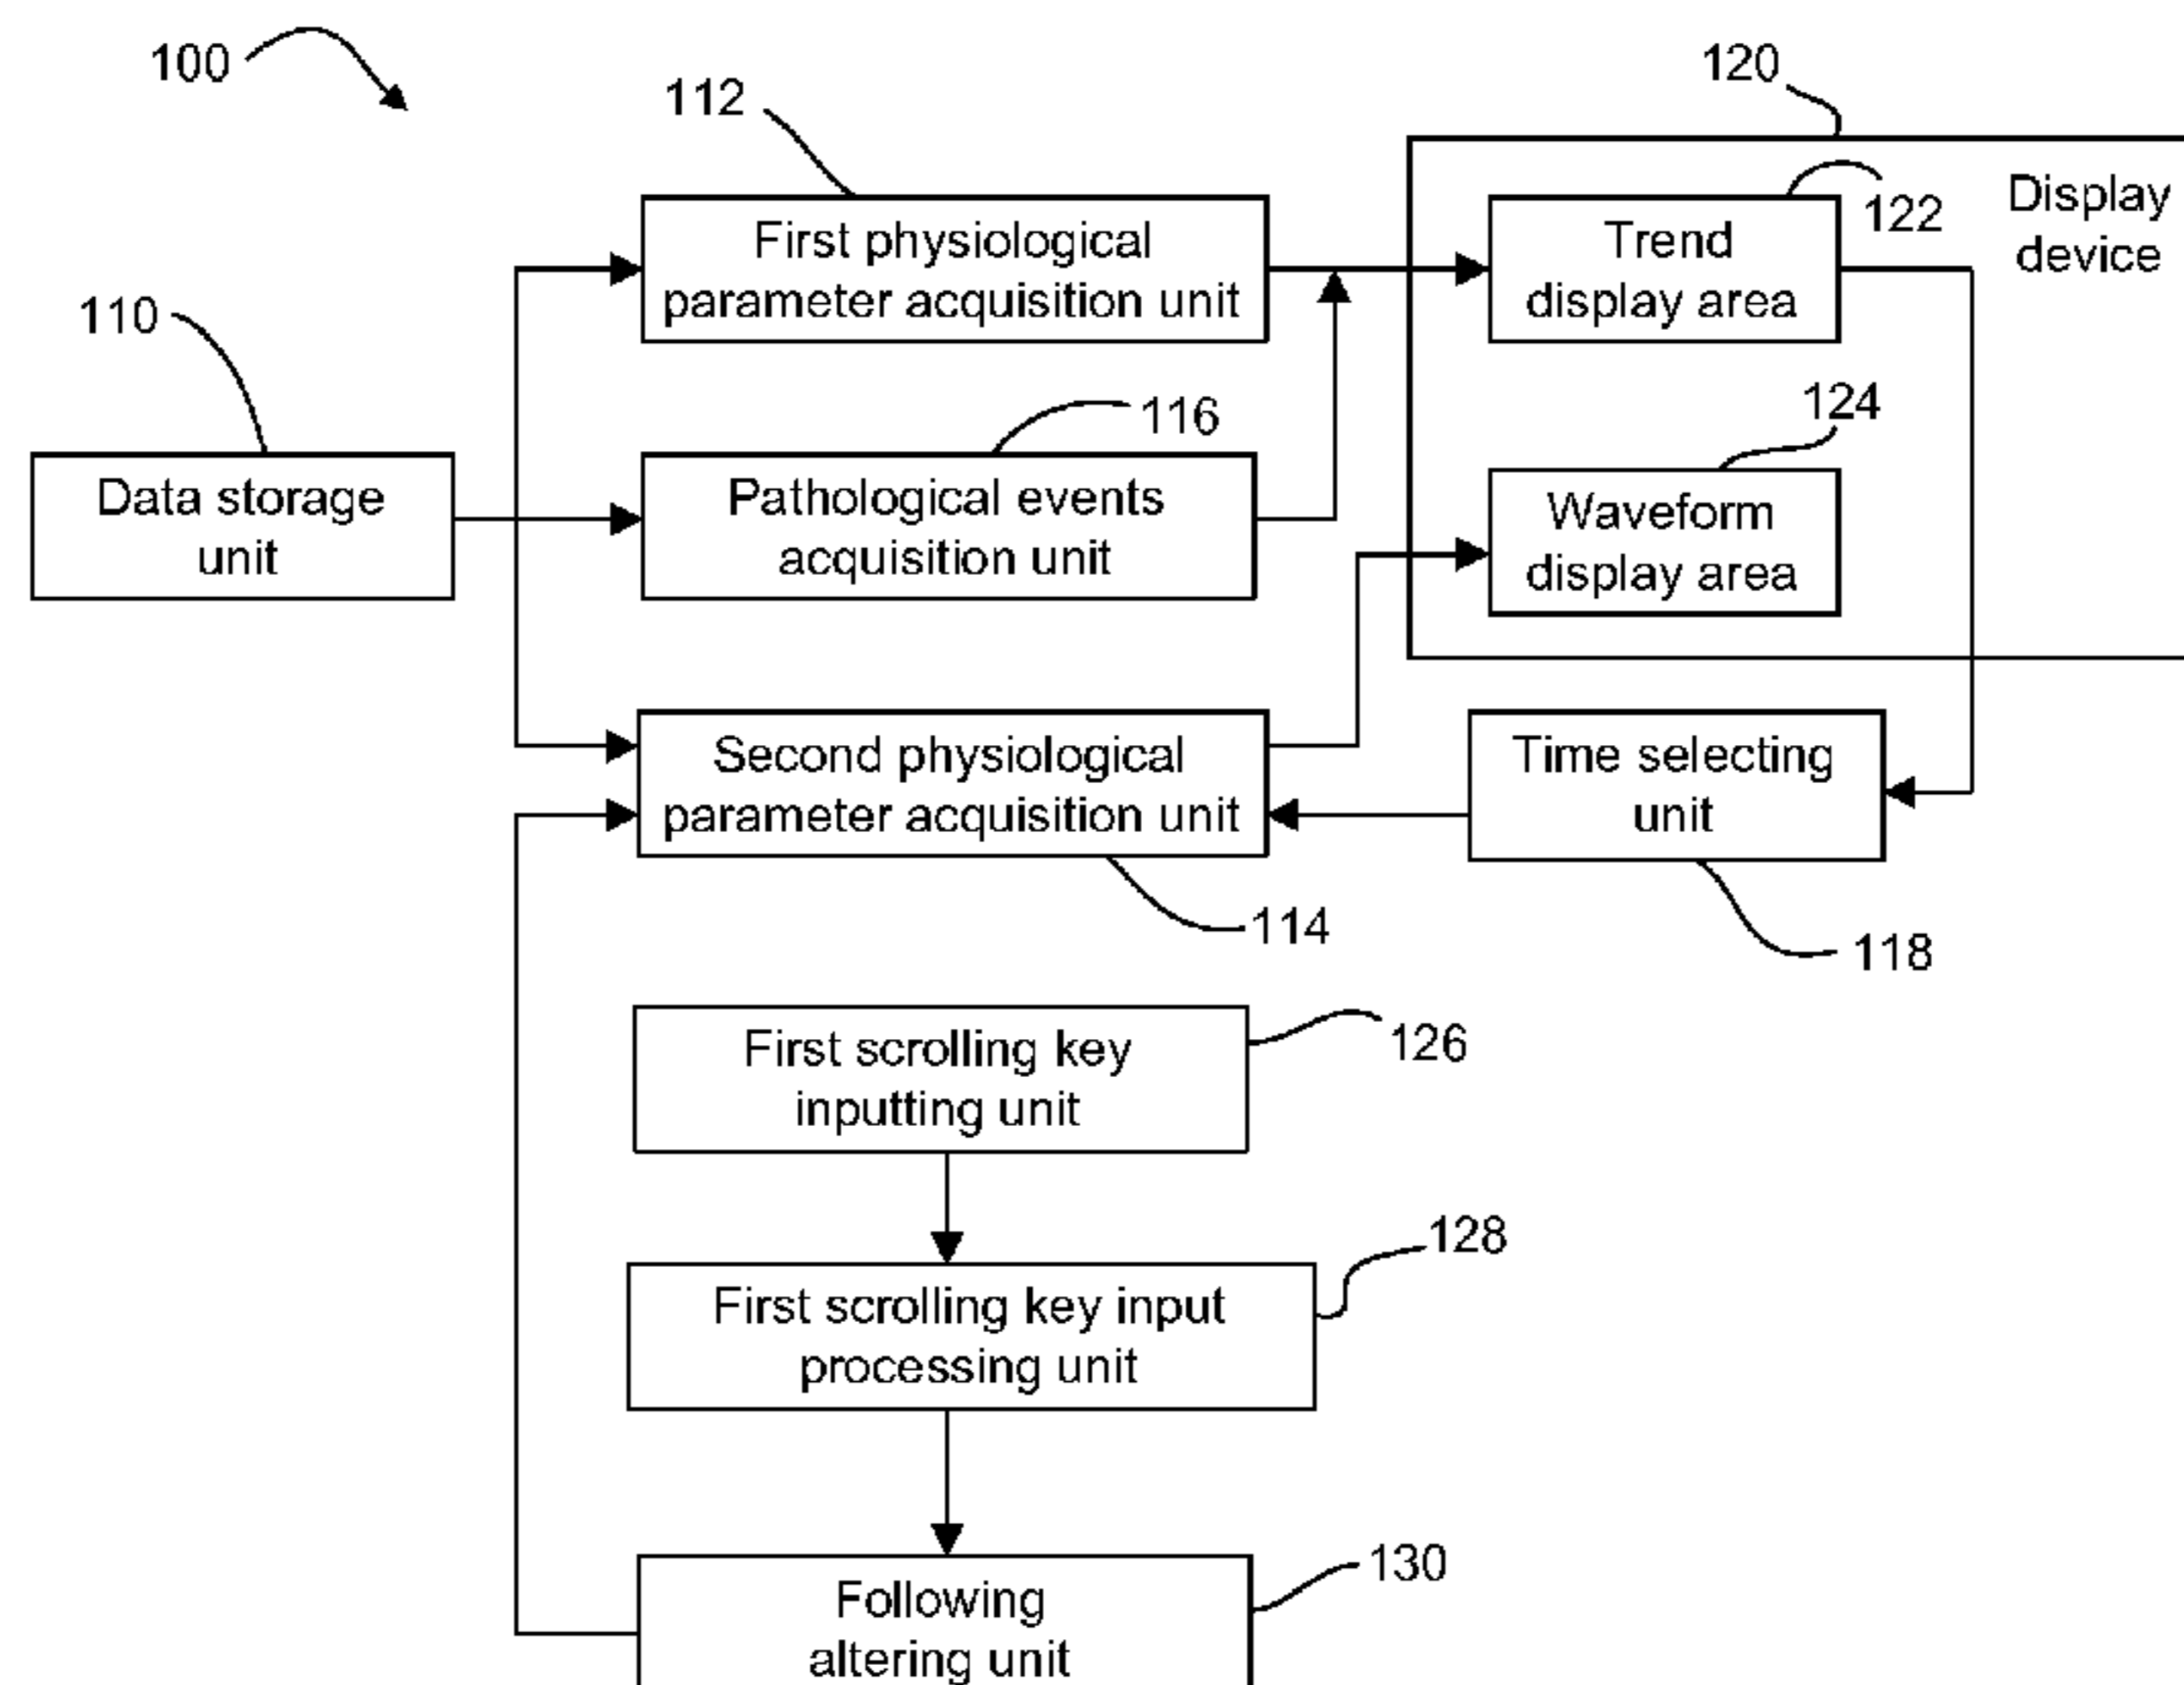 100
120
112
122
Display
device
First physiological
parameter acquisition unit
Trend
display area
110
116
124
Data storage
unit
Pathological events
acquisition unit
Waveform
display area
Second physiological
parameter acquisition unit
Time selecting
unit
114
118
First scrolling key
inputting unit
126
128
First scrolling key input
processing unit
130
Following
altering unit